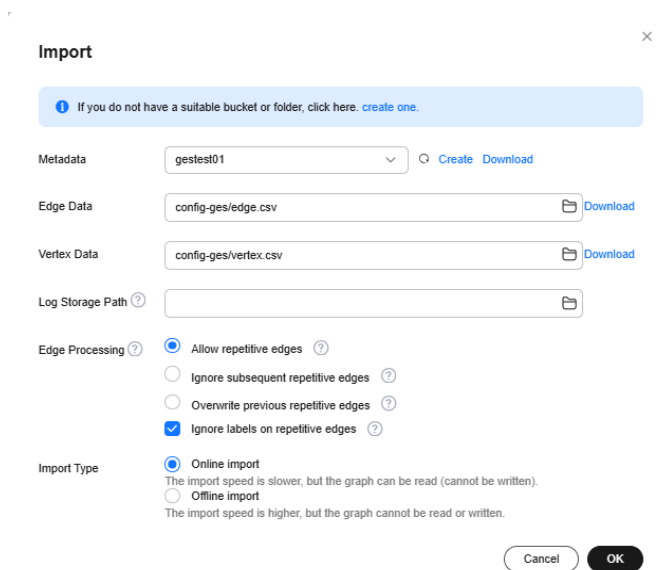 Import
If you do not have a suitable bucket or folder, click here. create one.
Metadata gestest01 Create Download
Edge Data config-ges/edge.csv Download
Vertex Data config-ges/vertex.csv Download
Log Storage Path
Edge Processing Allow repetitive edges
Ignore subsequent repetitive edges
Overwrite previous repetitive edges
Ignore labels on repetitive edges
Import Type Online import
The import speed is slower, but the graph can be read (cannot be written).
Offline import
The import speed is higher, but the graph cannot be read or written.
Cancel OK